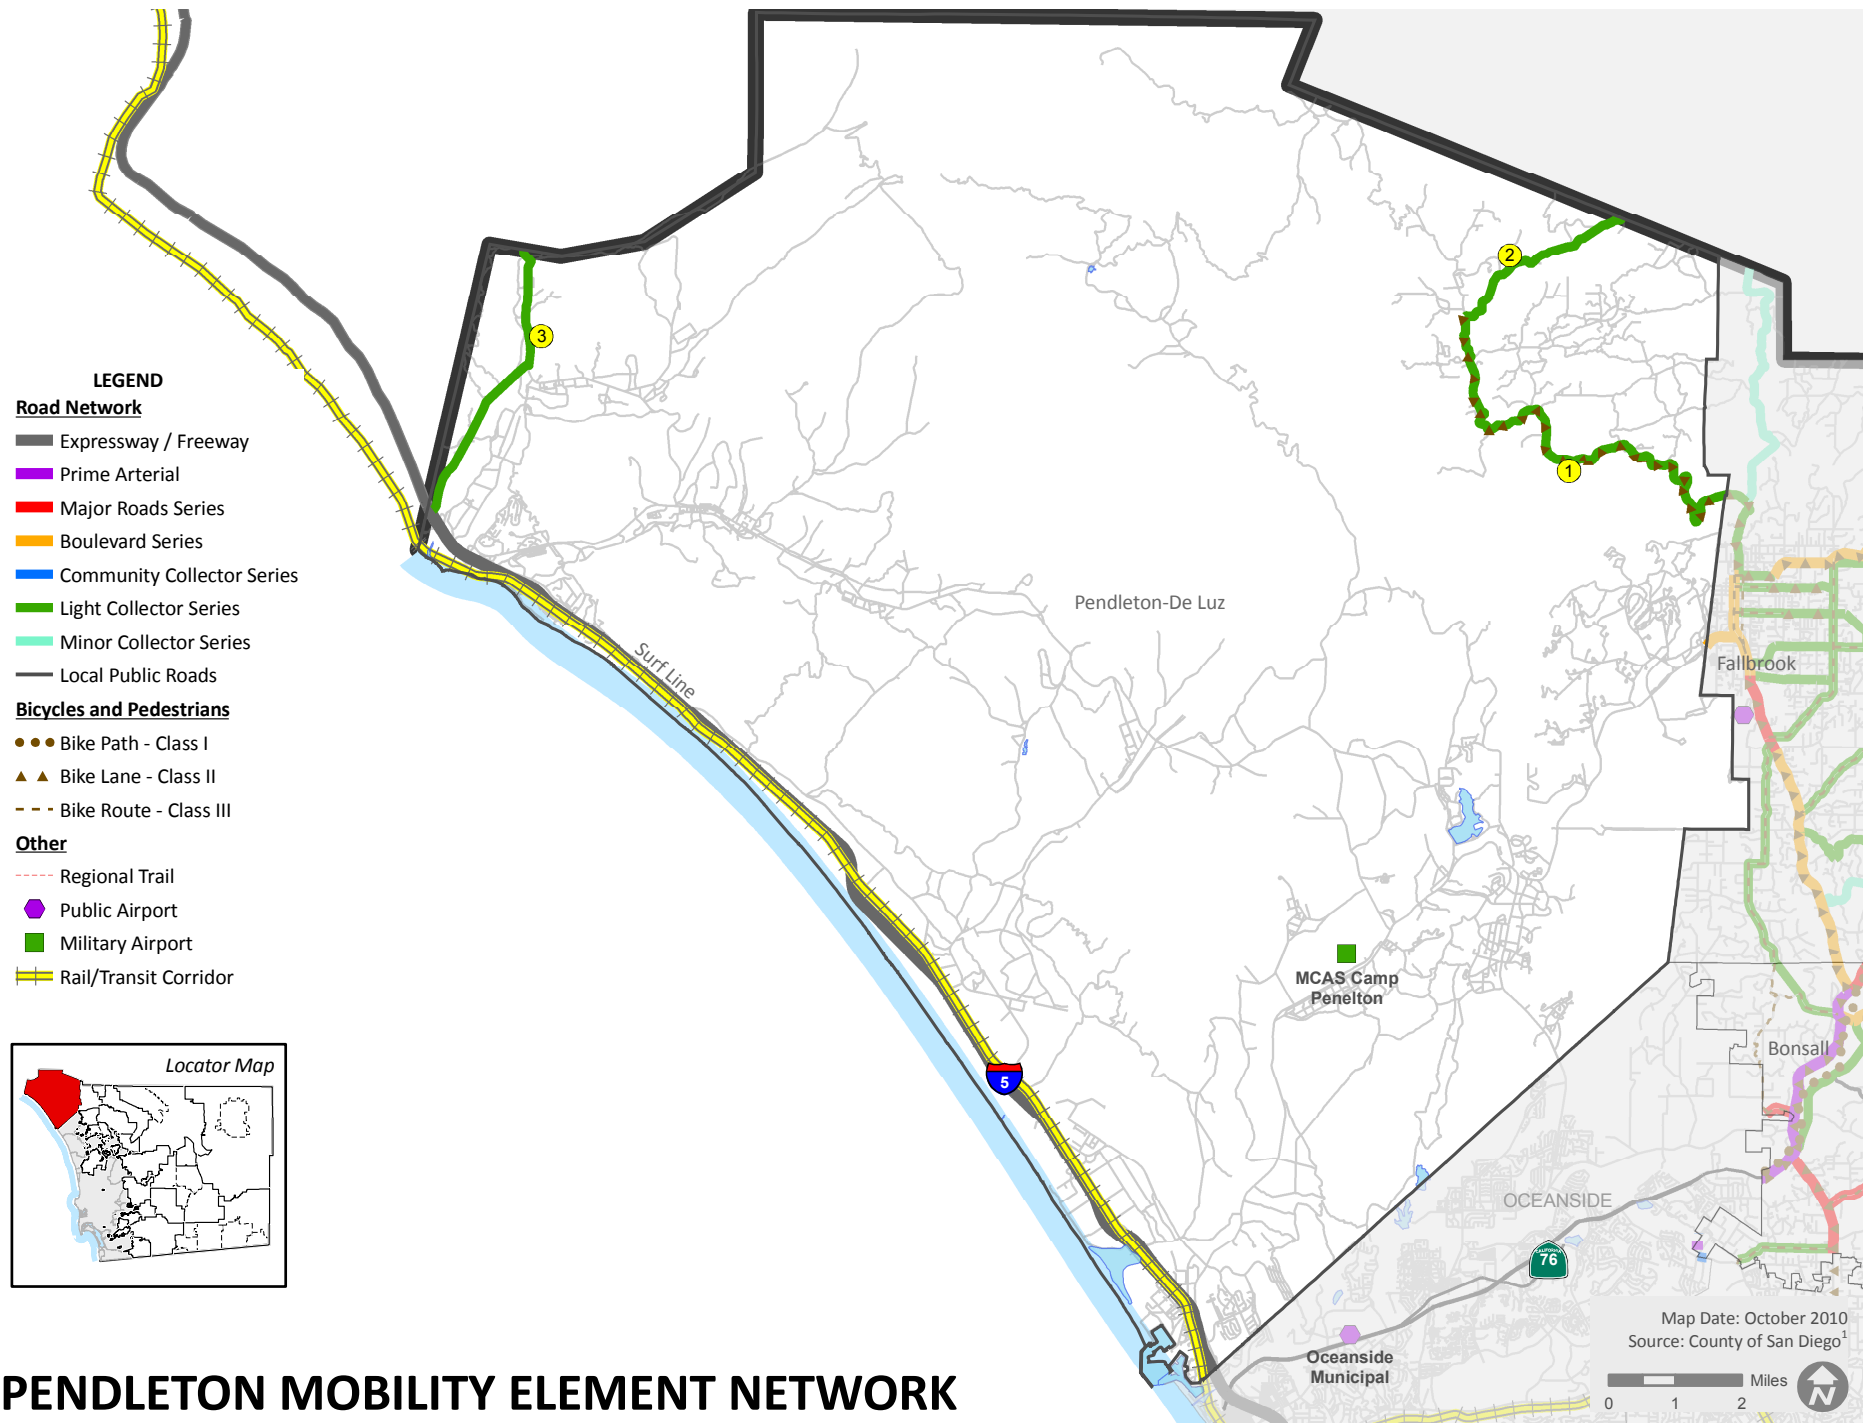 2
3
1
LEGEND
Road Network
Expressway / Freeway
Prime Arterial
Major Roads Series
Boulevard Series
Community Collector Series
Light Collector Series
Minor Collector Series
Local Public Roads
Bicycles and Pedestrians
Bike Path - Class I
Bike Lane - Class II
Bike Route - Class III
Other
Regional Trail
Public Airport
Military Airport
Rail/Transit Corridor
Pendleton-De Luz
Surf Line
Fallbrook
MCAS Camp
Penelton
Bonsall
5
Locator Map
OCEANSIDE
CALIFORNIA
76
Oceanside
Municipal
Map Date: October 2010
Source: County of San Diego1
Miles
0 1 2
N
PENDLETON MOBILITY ELEMENT NETWORK